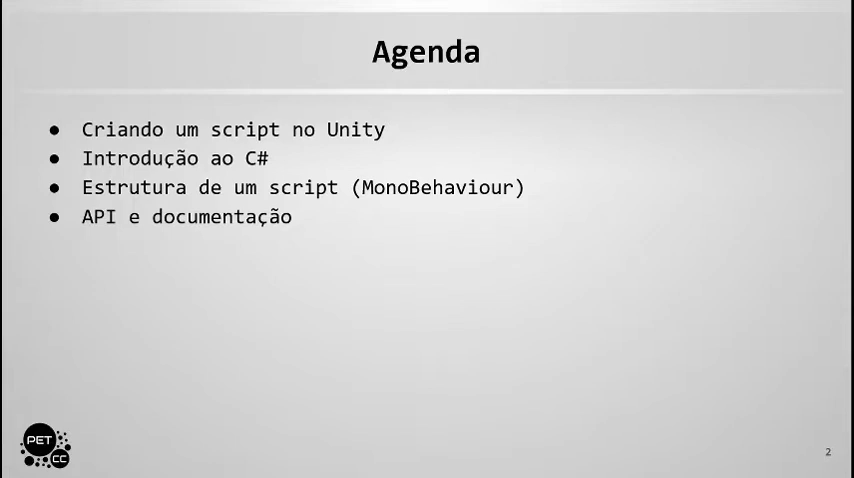 Agenda
● Criando um script no Unity
● Introdução ao C#
● Estrutura de um script (MonoBehaviour)
● API e documentação
PET
CC
2